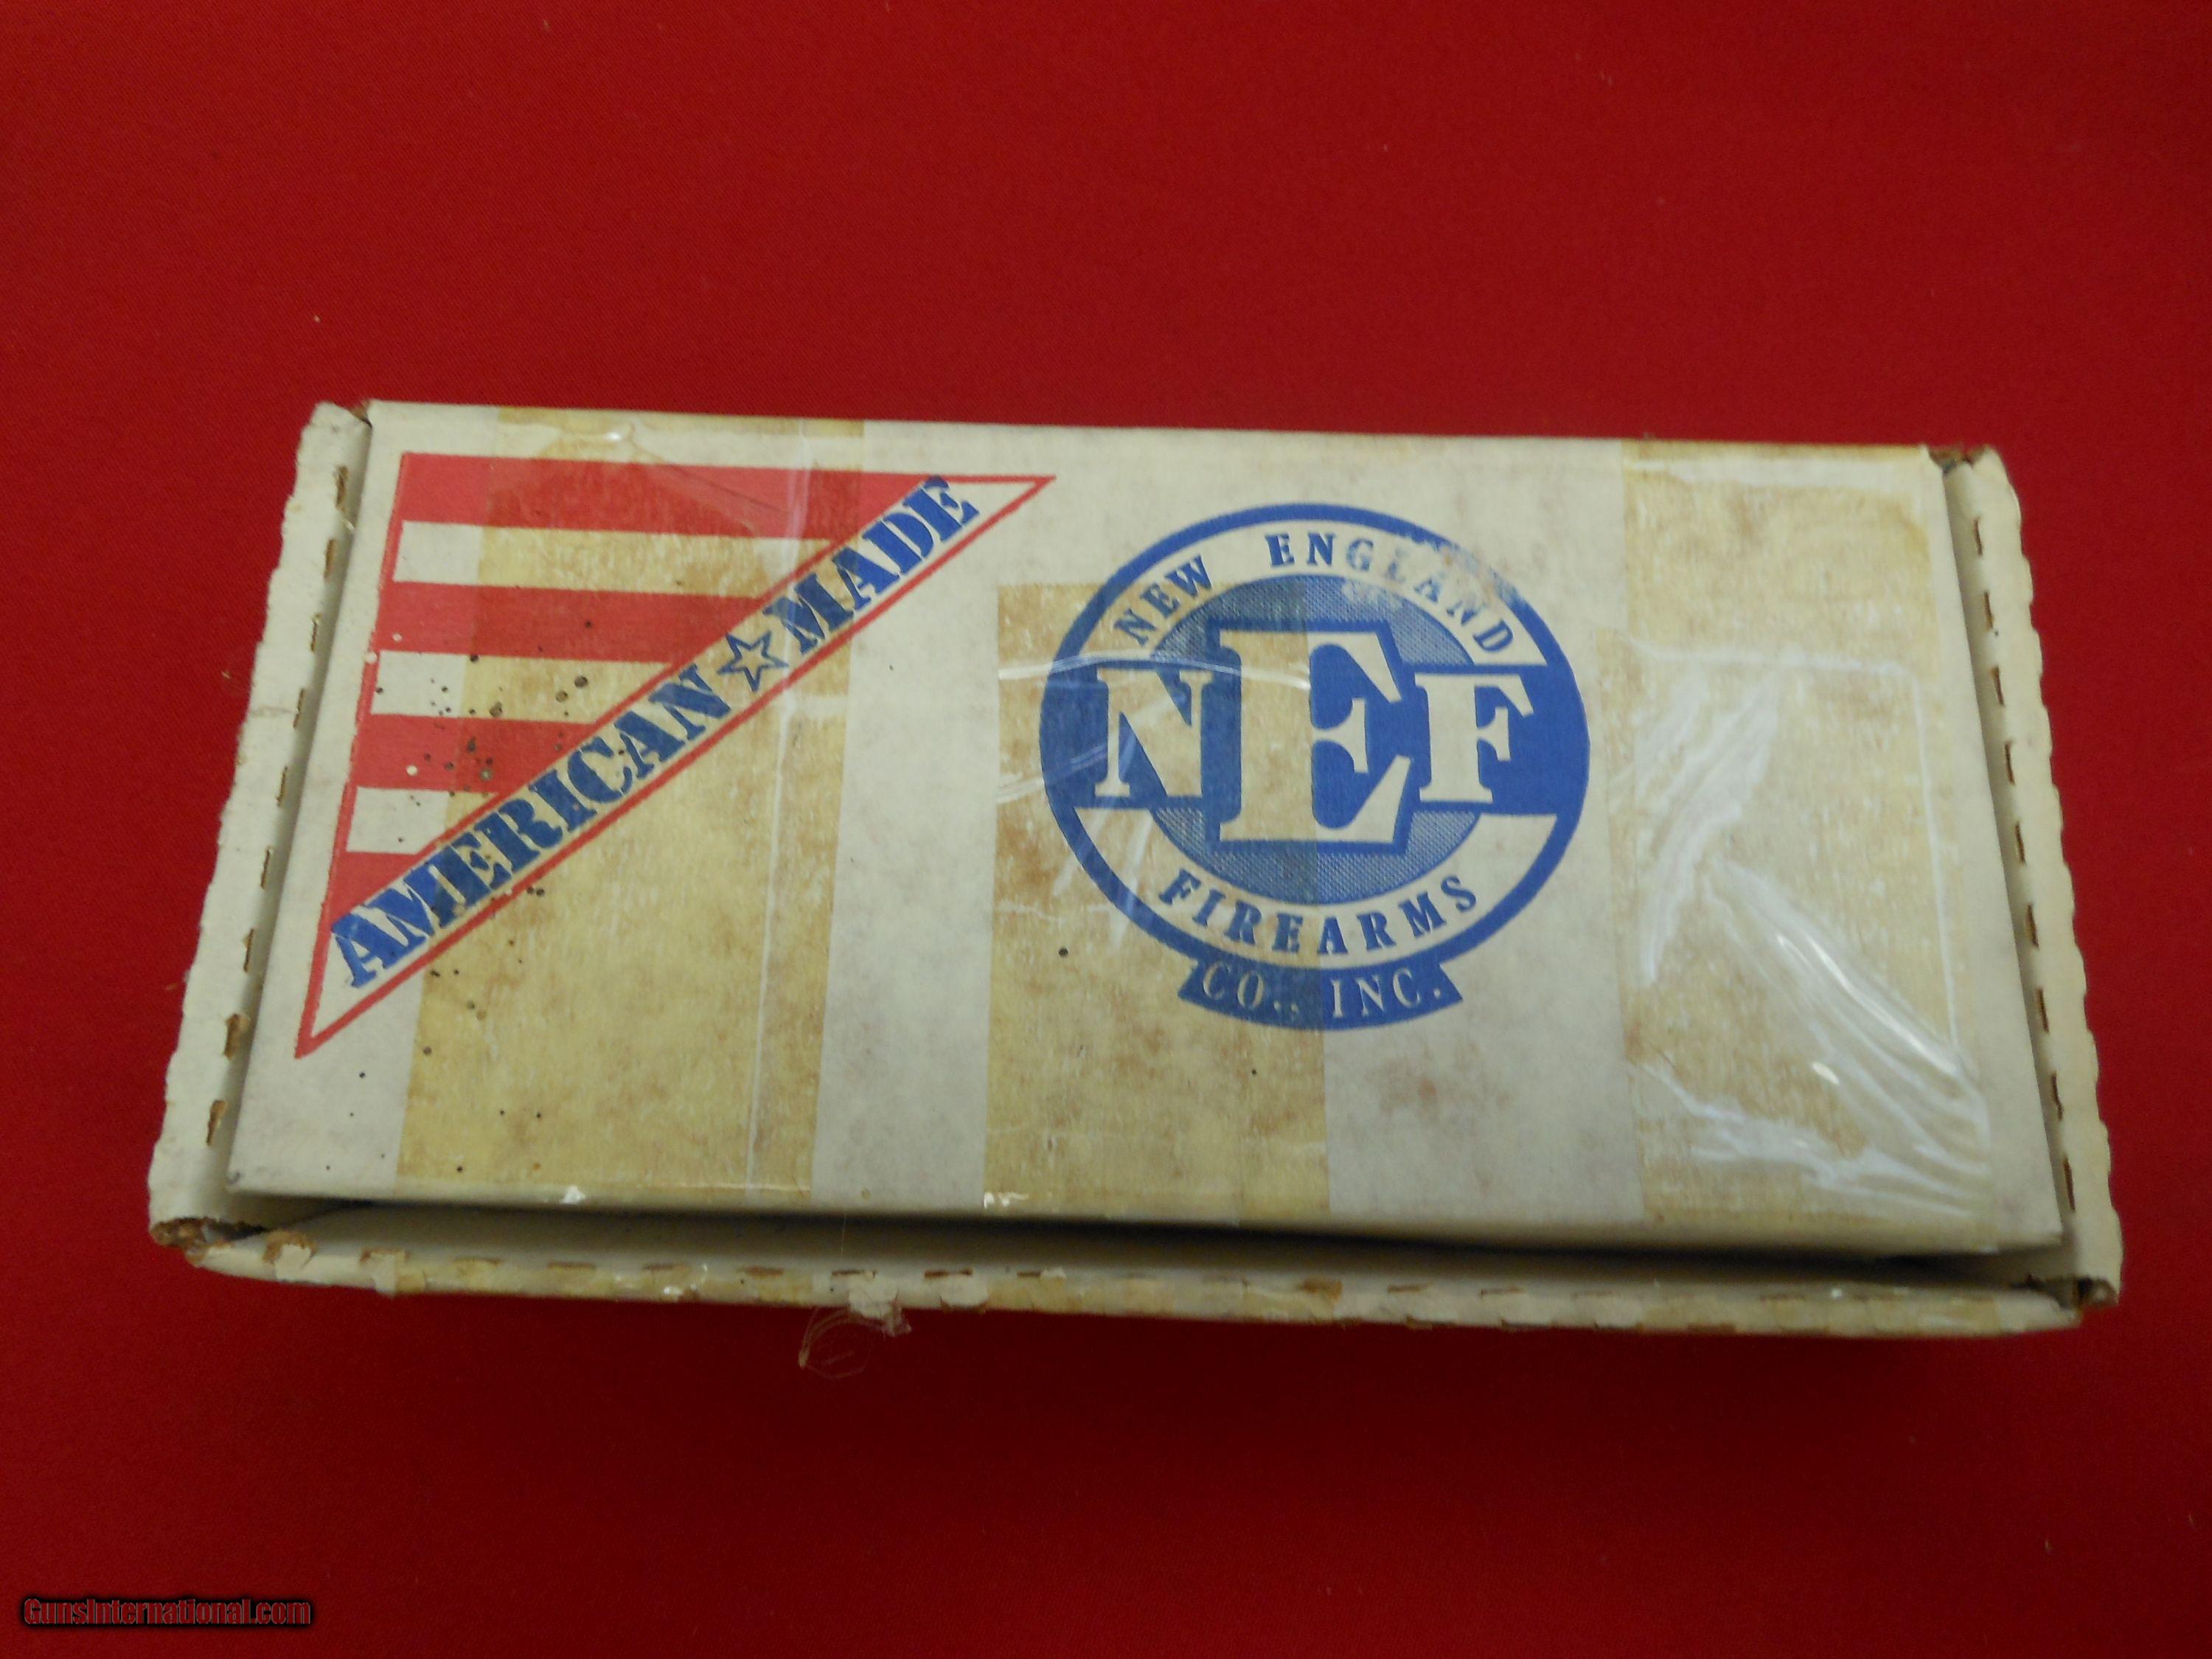 AMERICAN☆MADE
NEW ENGLAND
NEF
FIREARMS
CO., INC.
GunsInternational.com